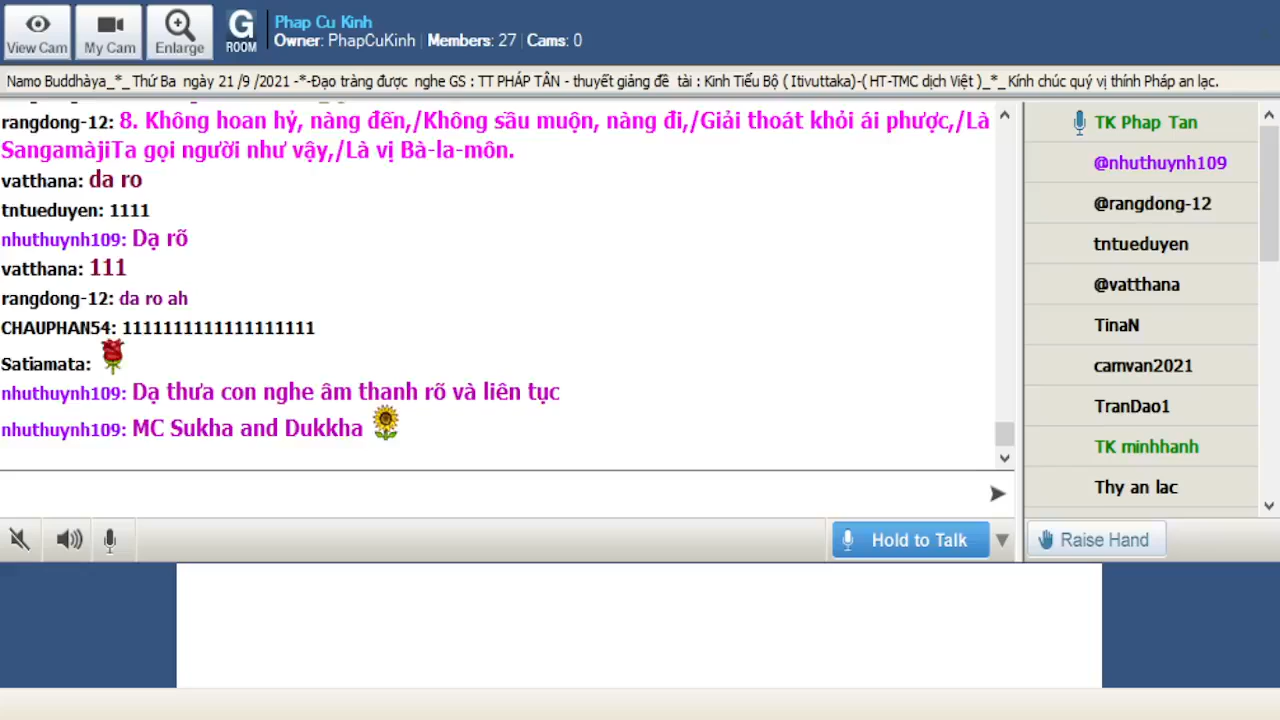 View Cam
My Cam
Enlarge
G
ROOM
Phap Cu Kinh
Owner: PhapCuKinh | Members: 27 | Cams: 0
Namo Buddhàya_*_ Thứ Ba ngày 21 /9 /2021 -*-Đạo tràng được nghe GS : TT PHÁP TÂN - thuyết giảng đề tài : Kinh Tiểu Bộ ( Itivuttaka)-( HT-TMC dịch Việt )_*_ Kính chúc quý vị thính Pháp an lạc.
rangdong-12: 8. Không hoan hỷ, nàng đến,/Không sầu muộn, nàng đi,/Giải thoát khỏi ái phược,/Là
SangamàjiTa gọi người như vậy,/Là vị Bà-la-môn.
vatthana: da ro
tntueduyen: 1111
nhuthuynh109: Dạ rõ
vatthana: 111
rangdong-12: da ro ah
CHAUPHAN54: 1111111111111111111
Satiamata:
nhuthuynh109: Dạ thưa con nghe âm thanh rõ và liên tục
nhuthuynh109: MC Sukha and Dukkha
TK Phap Tan
@nhuthuynh109
@rangdong-12
tntueduyen
@vatthana
TinaN
camvan2021
TranDao1
TK minhhanh
Thy an lac
Hold to Talk
Raise Hand